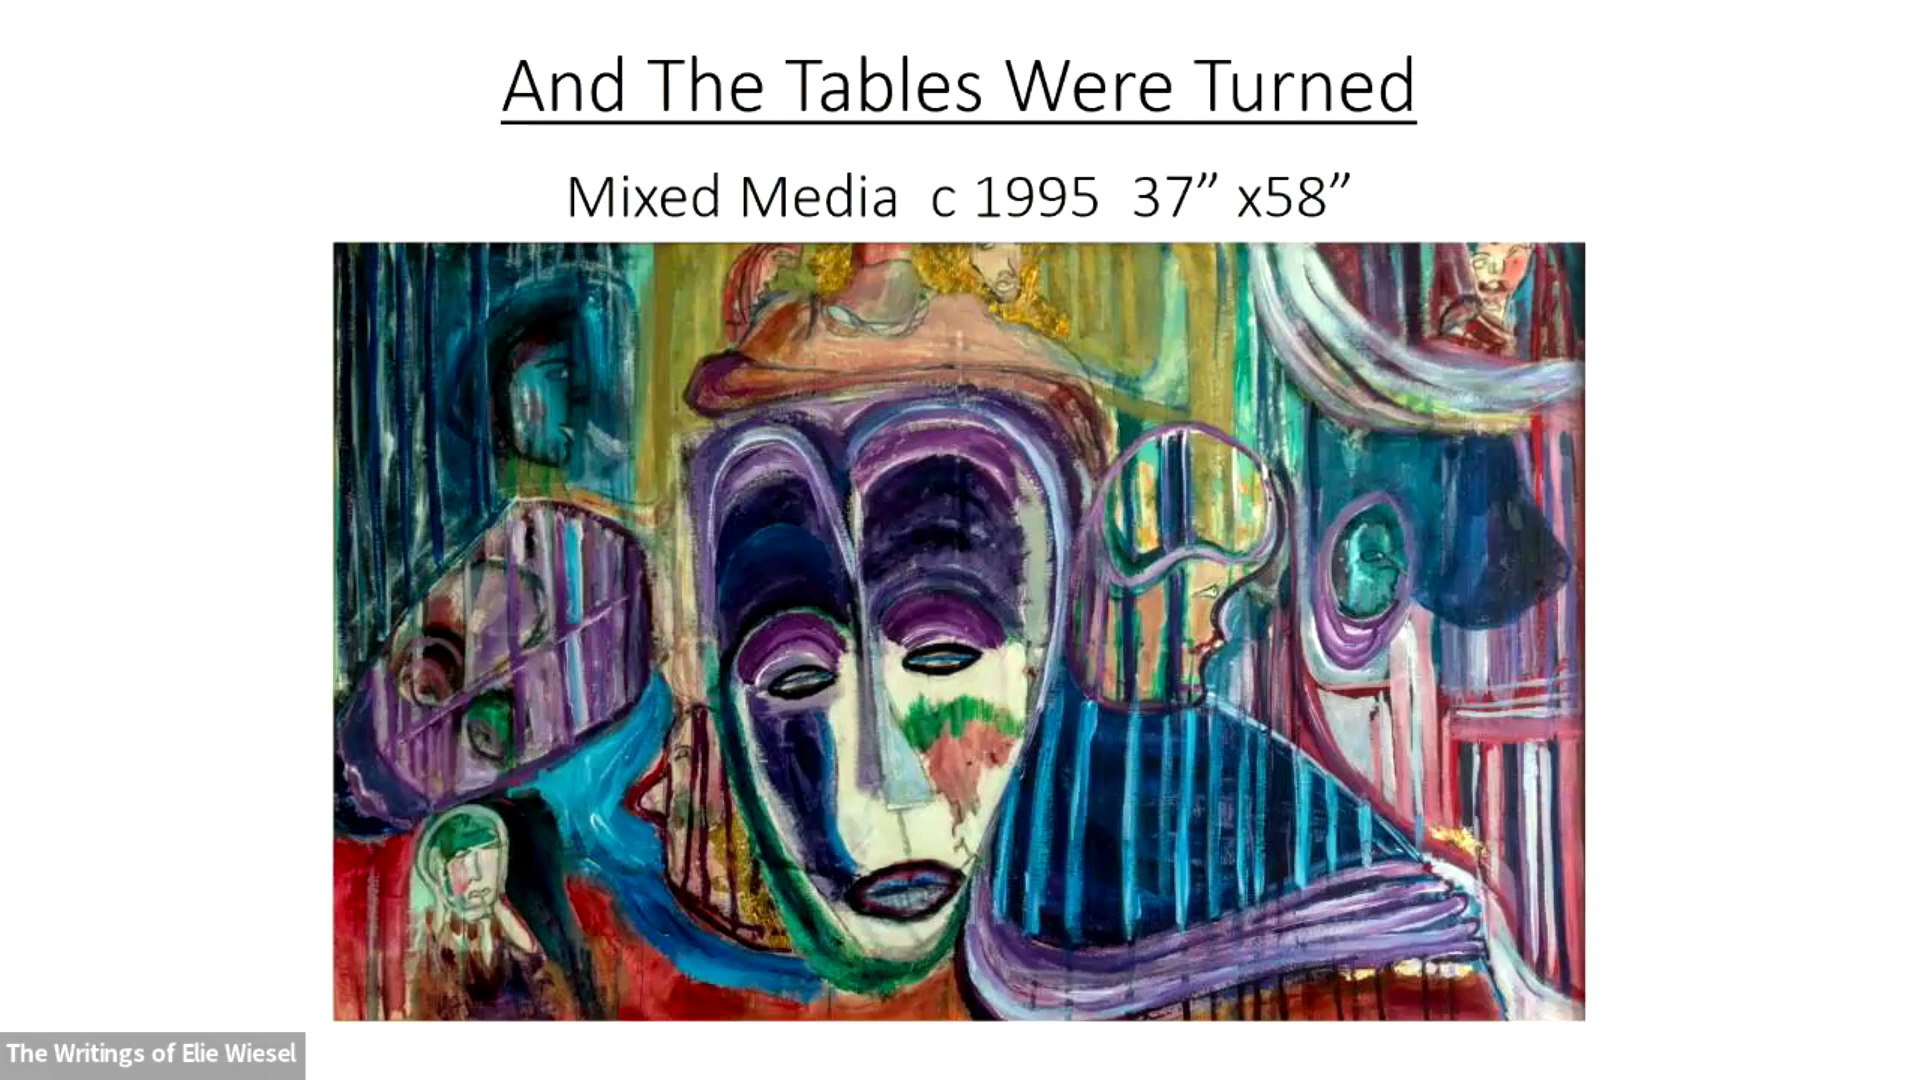 And The Tables Were Turned
Mixed Media c 1995 37” x58”
The Writings of Elie Wiesel